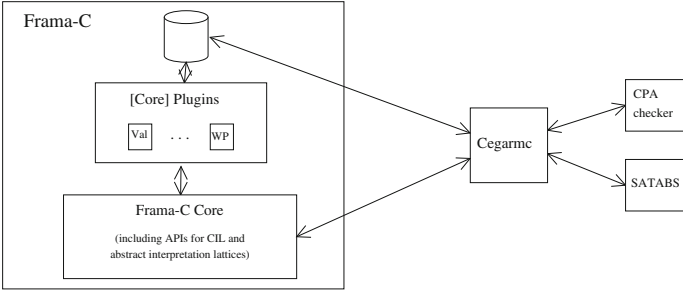 Frama-C
[Core] Plugins
Val . . . WP
Frama-C Core
(including APIs for CIL and
abstract interpretation lattices)
Cegarmc
CPA
checker
SATABS